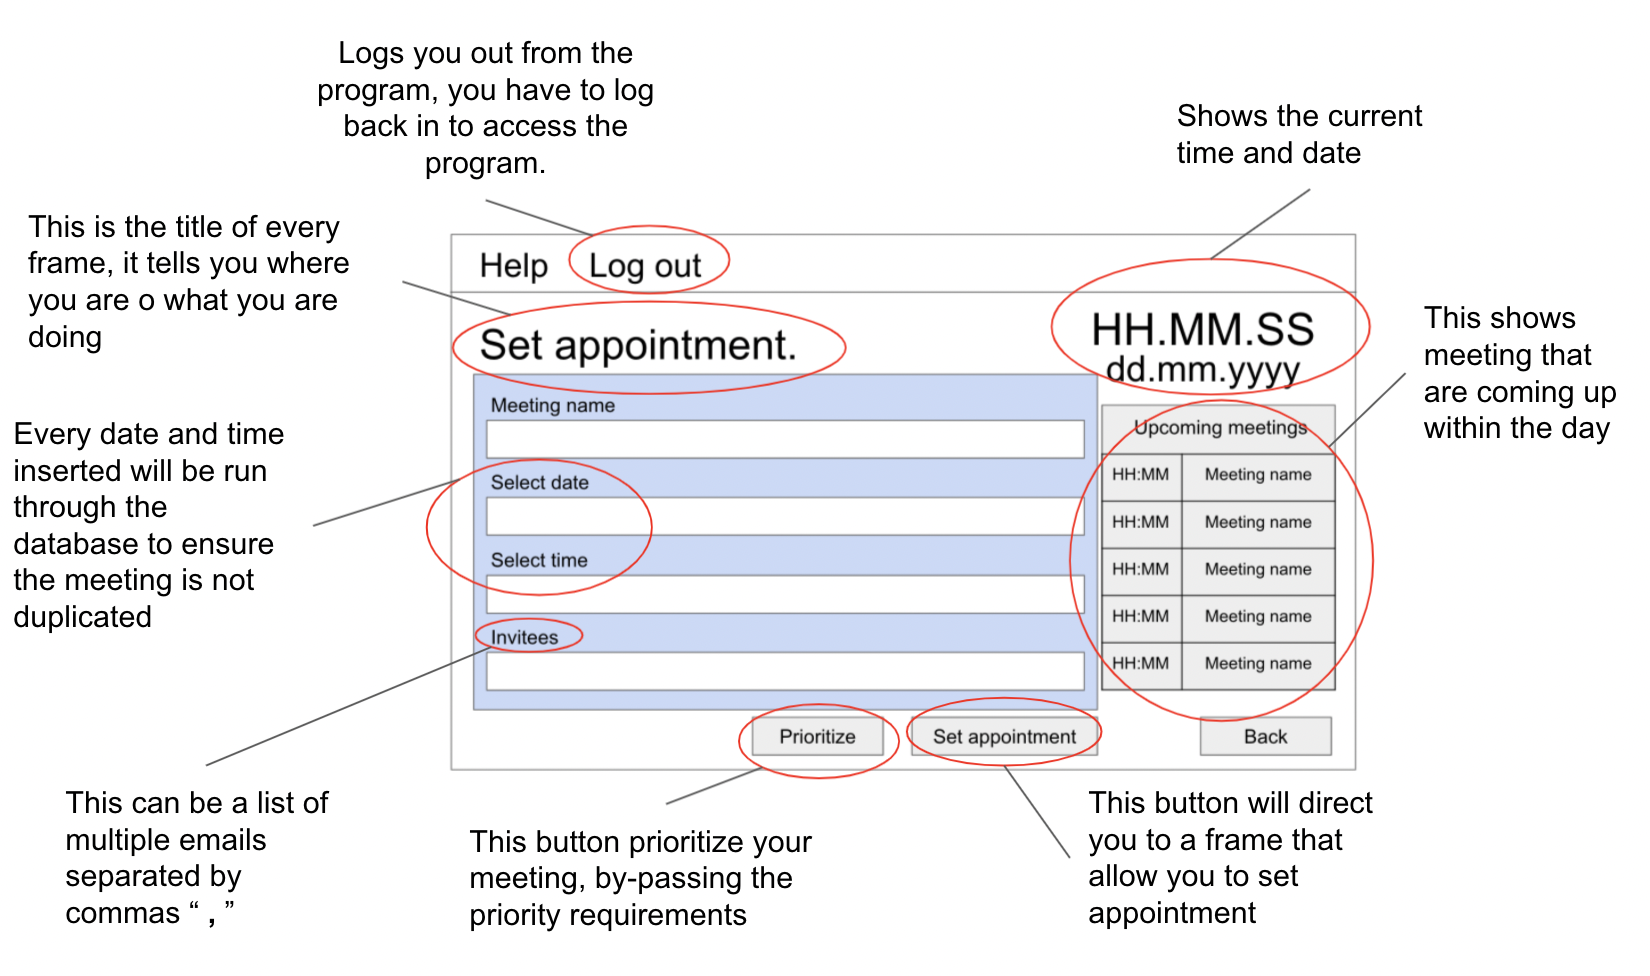 Logs you out from the
program, you have to log
back in to access the
program.
Shows the current
time and date
This is the title of every
frame, it tells you where
you are o what you are
doing
Help
Log out
Set appointment.
HH.MM.SS
dd.mm.yyyy
This shows
meeting that
are coming up
within the day
Every date and time
inserted will be run
through the
database to ensure
the meeting is not
duplicated
Meeting name
Select date
Select time
Invitees
Upcoming meetings
HH:MM Meeting name
HH:MM Meeting name
HH:MM Meeting name
HH:MM Meeting name
HH:MM Meeting name
Prioritize
Set appointment
Back
This can be a list of
multiple emails
separated by
commas “ , ”
This button prioritize your
meeting, by-passing the
priority requirements
This button will direct
you to a frame that
allow you to set
appointment